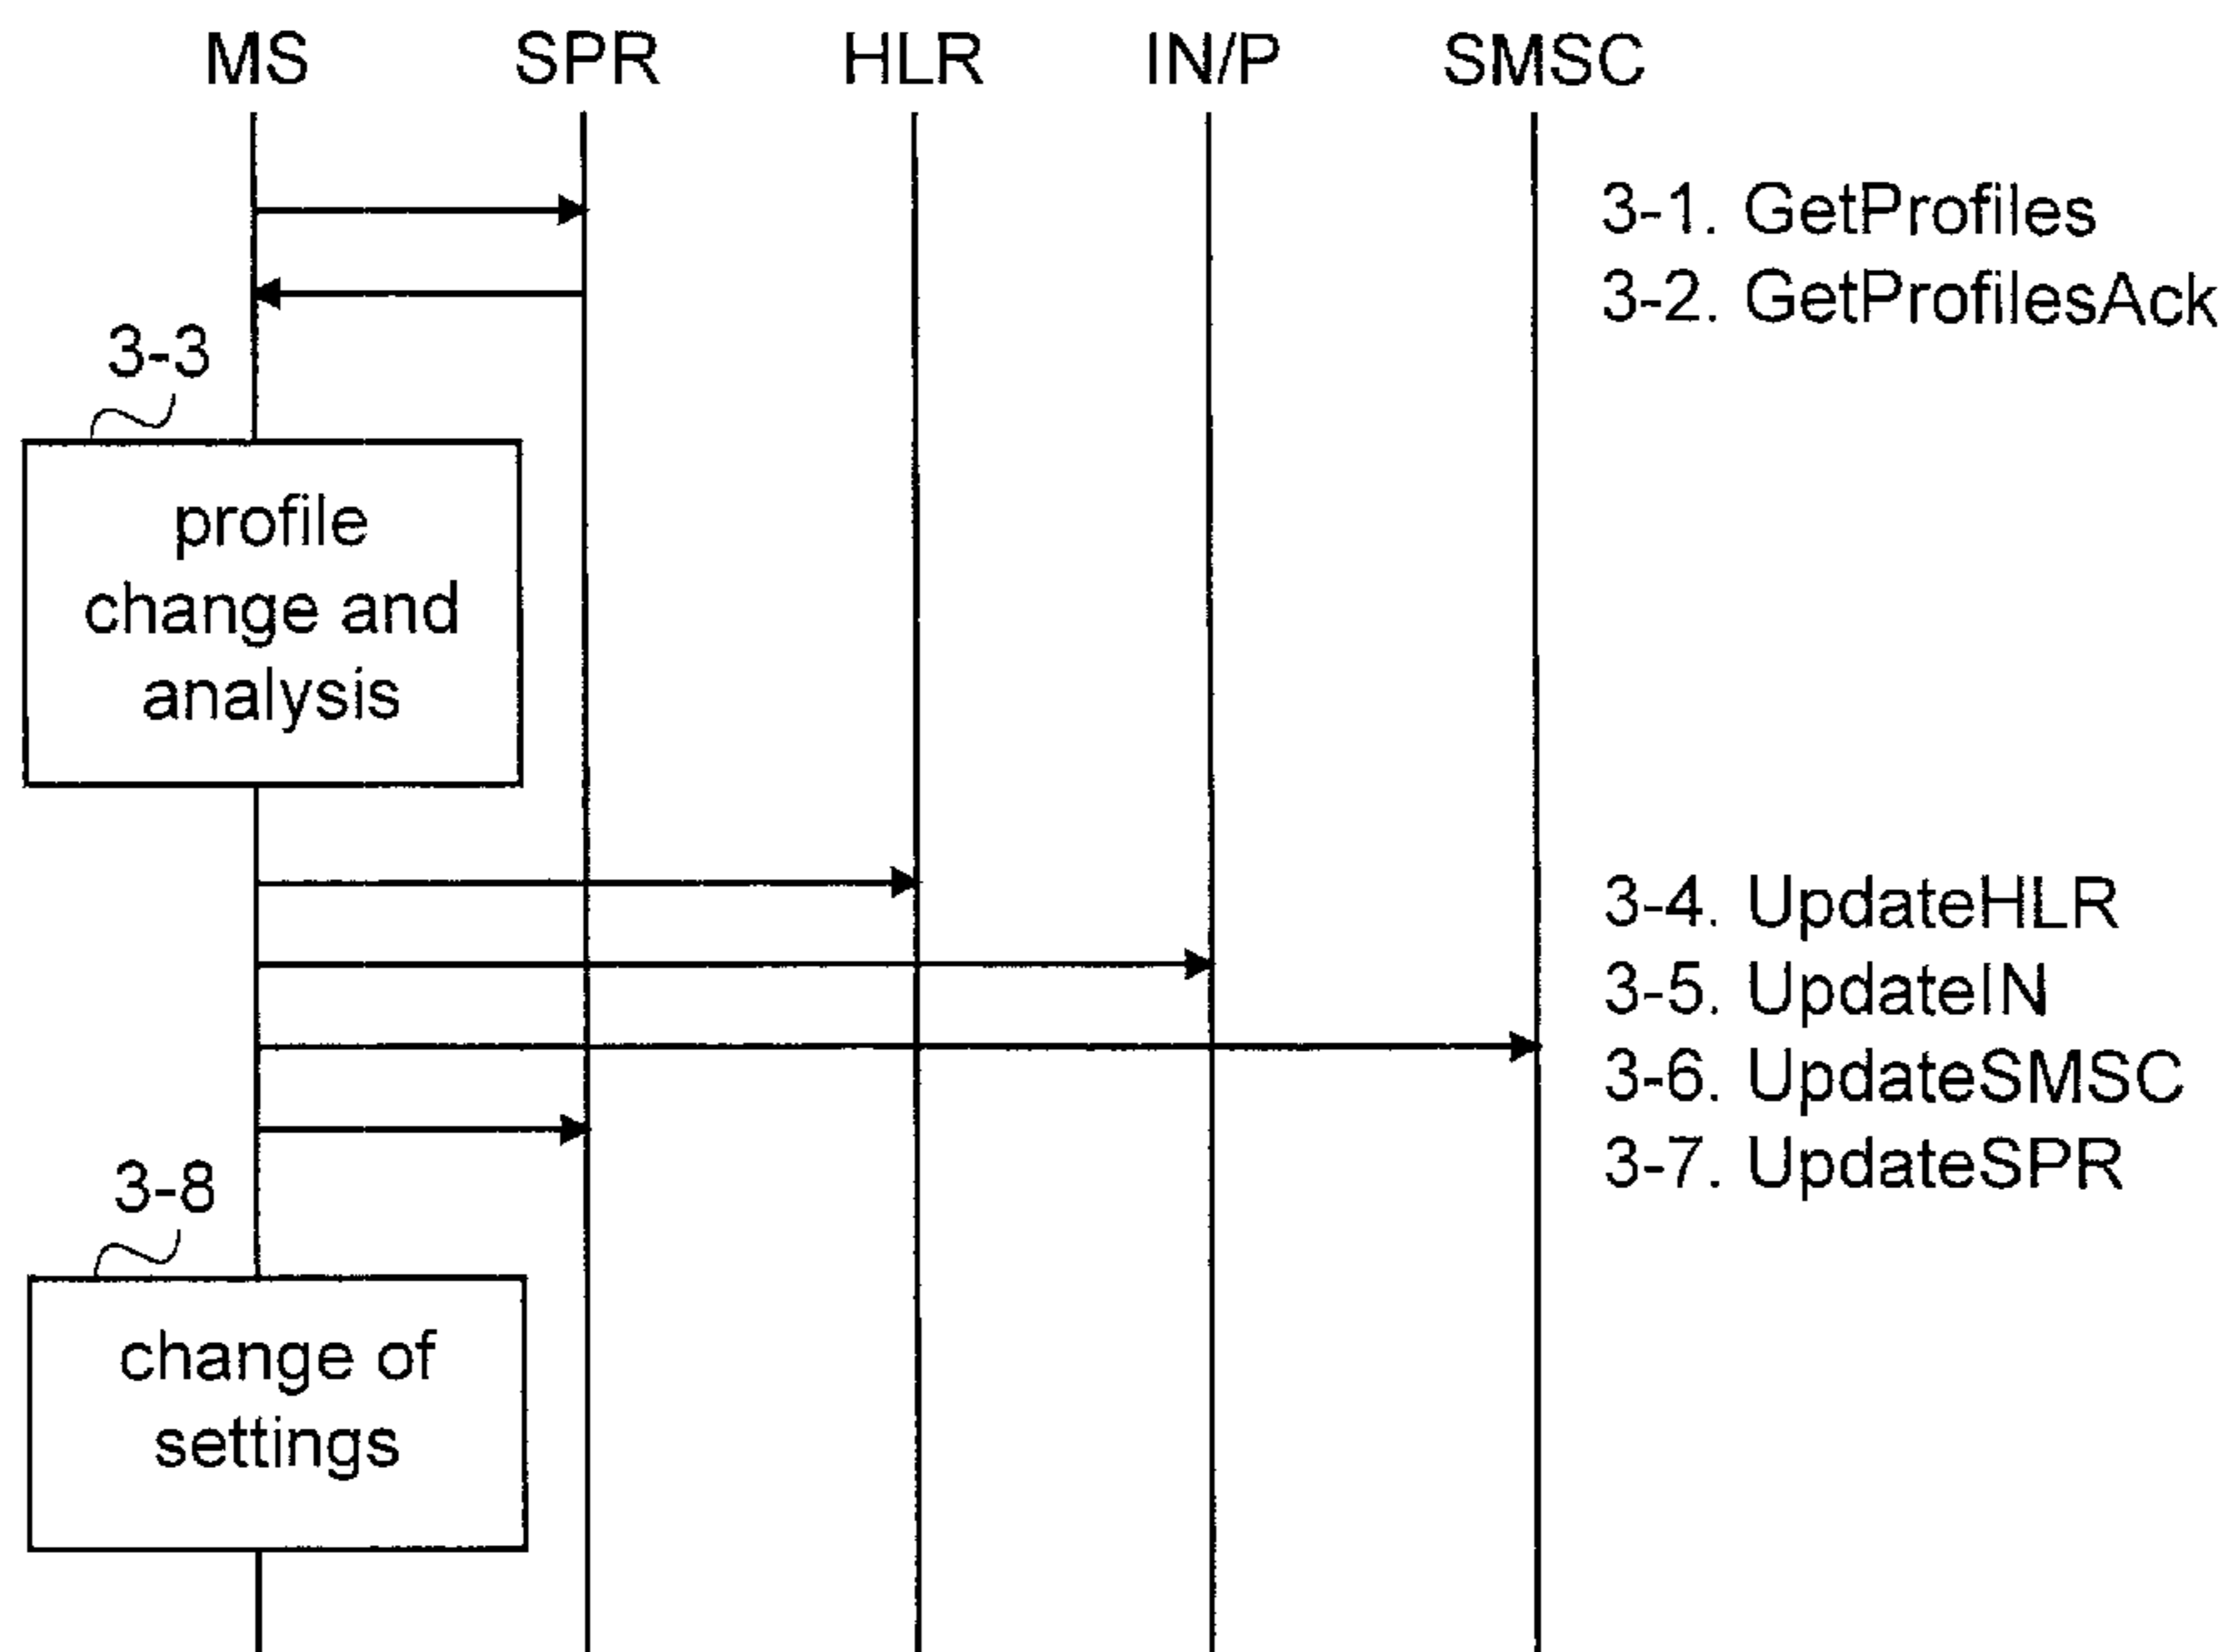 MS SPR HLR IN/P SMSC
3-1. GetProfiles
3-2. GetProfilesAck
3-3
profile
change and
analysis
3-4. UpdateHLR
3-5. UpdateIN
3-6. UpdateSMSC
3-7. UpdateSPR
3-8
change of
settings